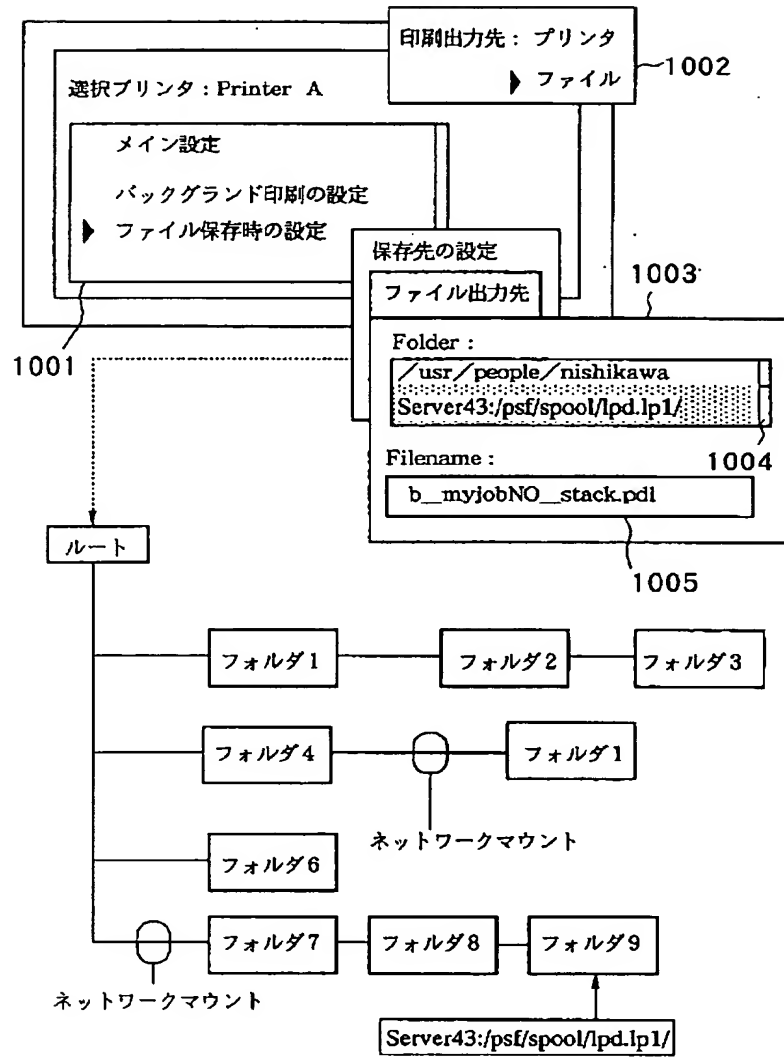 印刷出力先： プリンタ
▶ ファイル
1002
選択プリンタ：Printer A
メイン設定
バックグランド印刷の設定
▶ ファイル保存時の設定
1001
保存先の設定
ファイル出力先
1003
Folder :
/usr/people/nishikawa
Server43:/psf/spool/lpd.lp1/
1004
Filename :
b__myjobNO__stack.pdl
1005
ルート
フォルダ1
フォルダ2
フォルダ3
フォルダ4
フォルダ1
ネットワークマウント
フォルダ6
フォルダ7
フォルダ8
フォルダ9
ネットワークマウント
Server43:/psf/spool/lpd.lp1/